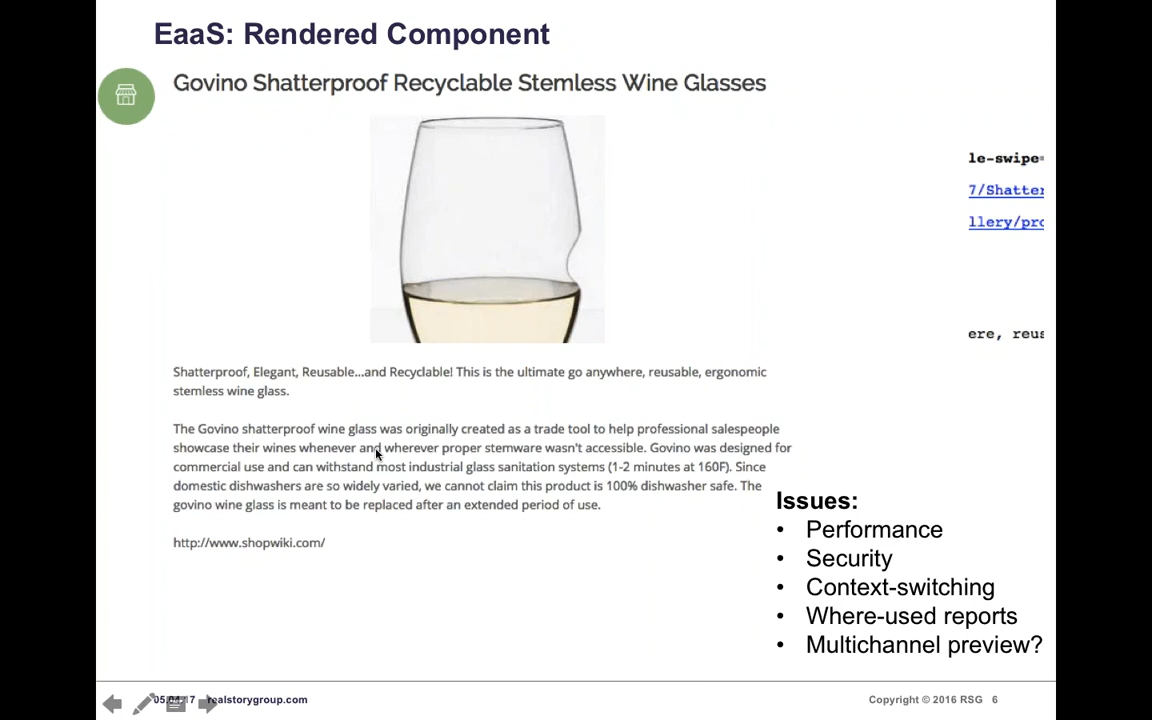 EaaS: Rendered Component
Govino Shatterproof Recyclable Stemless Wine Glasses
le-swipe=
7/Shatter
llery/pro
ere, reus
Shatterproof, Elegant, Reusable...and Recyclable! This is the ultimate go anywhere, reusable, ergonomic
stemless wine glass.
The Govino shatterproof wine glass was originally created as a trade tool to help professional salespeople
showcase their wines whenever and wherever proper stemware wasn't accessible. Govino was designed for
commercial use and can withstand most industrial glass sanitation systems (1-2 minutes at 160F). Since
domestic dishwashers are so widely varied, we cannot claim this product is 100% dishwasher safe. The
govino wine glass is meant to be replaced after an extended period of use.
http://www.shopwiki.com/
Issues:
• Performance
• Security
• Context-switching
• Where-used reports
• Multichannel preview?
realstorygroup.com
Copyright © 2016 RSG 6